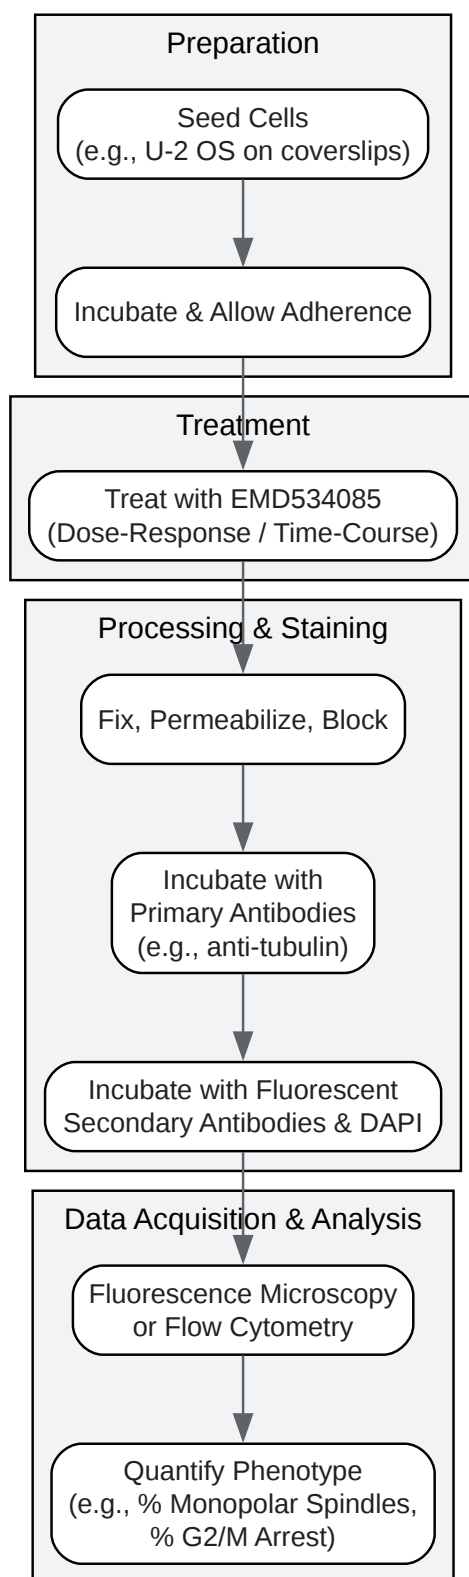 Preparation
Seed Cells
(e.g., U-2 OS on coverslips)
Incubate & Allow Adherence
Treatment
Treat with EMD534085
(Dose-Response / Time-Course)
Processing & Staining
Fix, Permeabilize, Block
Incubate with
Primary Antibodies
(e.g., anti-tubulin)
Incubate with Fluorescent
Secondary Antibodies & DAPI
Data Acquisition & Analysis
Fluorescence Microscopy
or Flow Cytometry
Quantify Phenotype
(e.g., % Monopolar Spindles,
% G2/M Arrest)